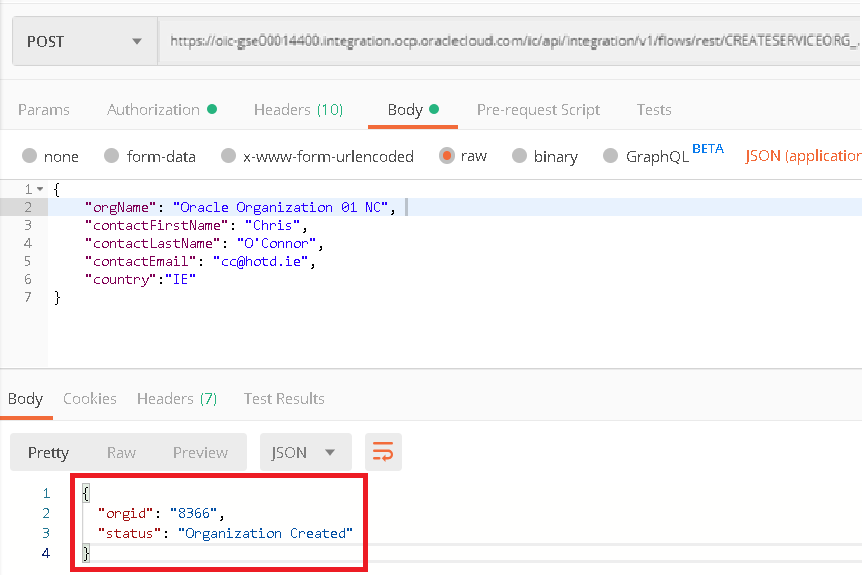 POST https://oic-gse00014400.integration.ocp.oraclecloud.com/ic/api/integration/v1/flows/rest/CREATESERVICEORG_
Params Authorization Headers (10) Body Pre-request Script Tests
none form-data x-www-form-urlencoded raw binary GraphQL BETA JSON (application
1 {
2 "orgName": "Oracle Organization 01 NC",
3 "contactFirstName": "Chris",
4 "contactLastName": "O'Connor",
5 "contactEmail": "cc@hotd.ie",
6 "country":"IE"
7 }
Body Cookies Headers (7) Test Results
Pretty Raw Preview JSON
1 {
2 "orgid": "8366",
3 "status": "Organization Created"
4 }